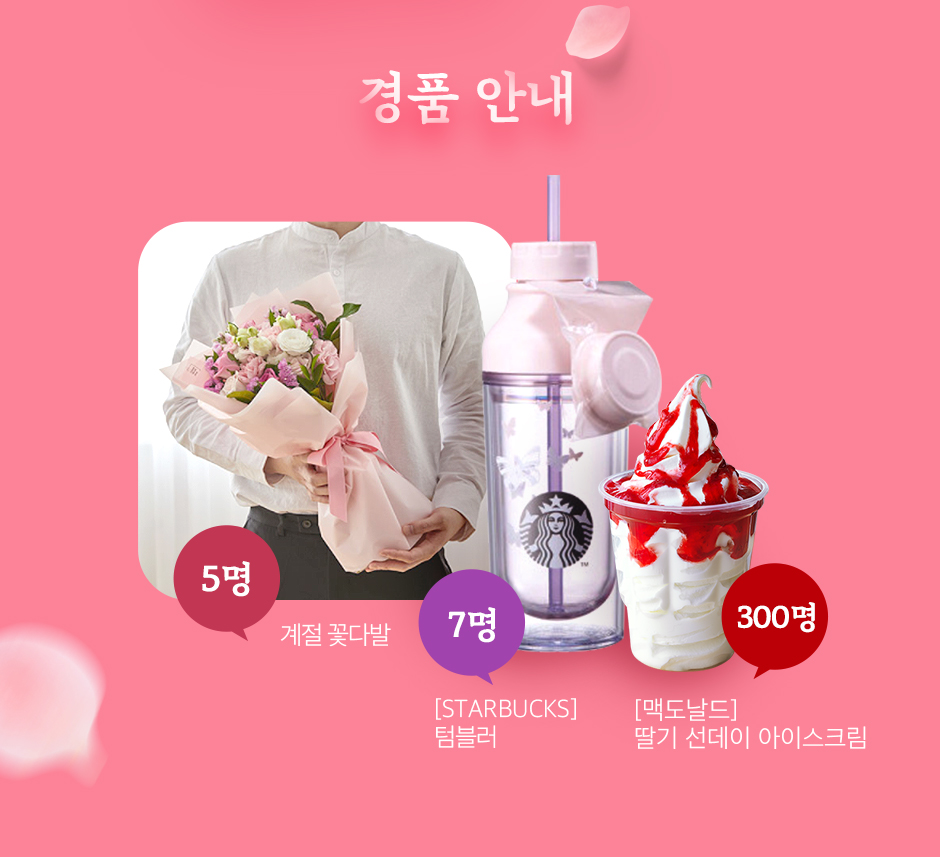 경품 안내
5명
계절 꽃다발
7명
[STARBUCKS]
텀블러
300명
[맥도날드]
딸기 선데이 아이스크림
TM